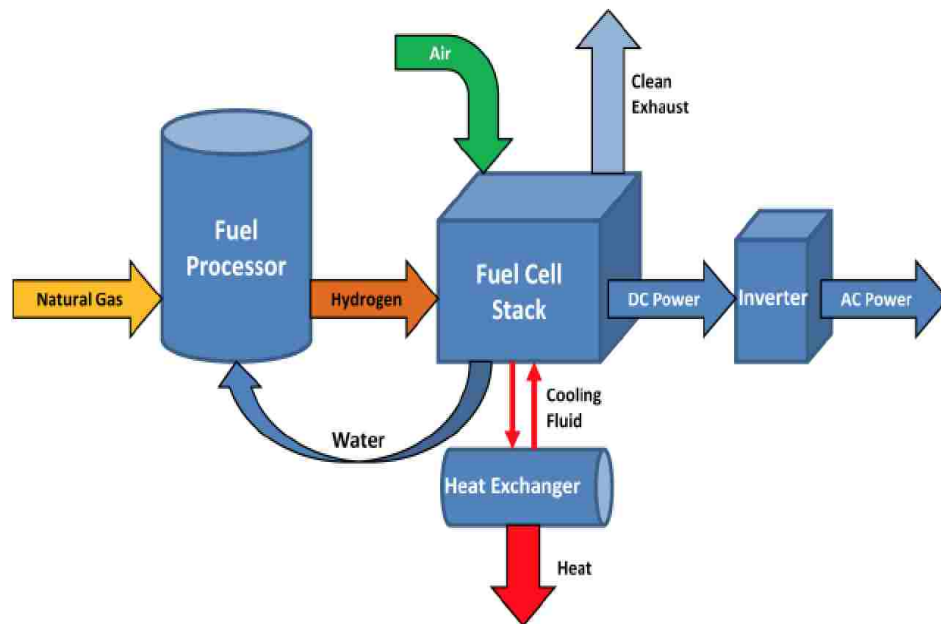 Air
Clean
Exhaust
Fuel
Processor
Natural Gas
Hydrogen
Fuel Cell
Stack
DC Power
Inverter
AC Power
Water
Cooling
Fluid
Heat Exchanger
Heat